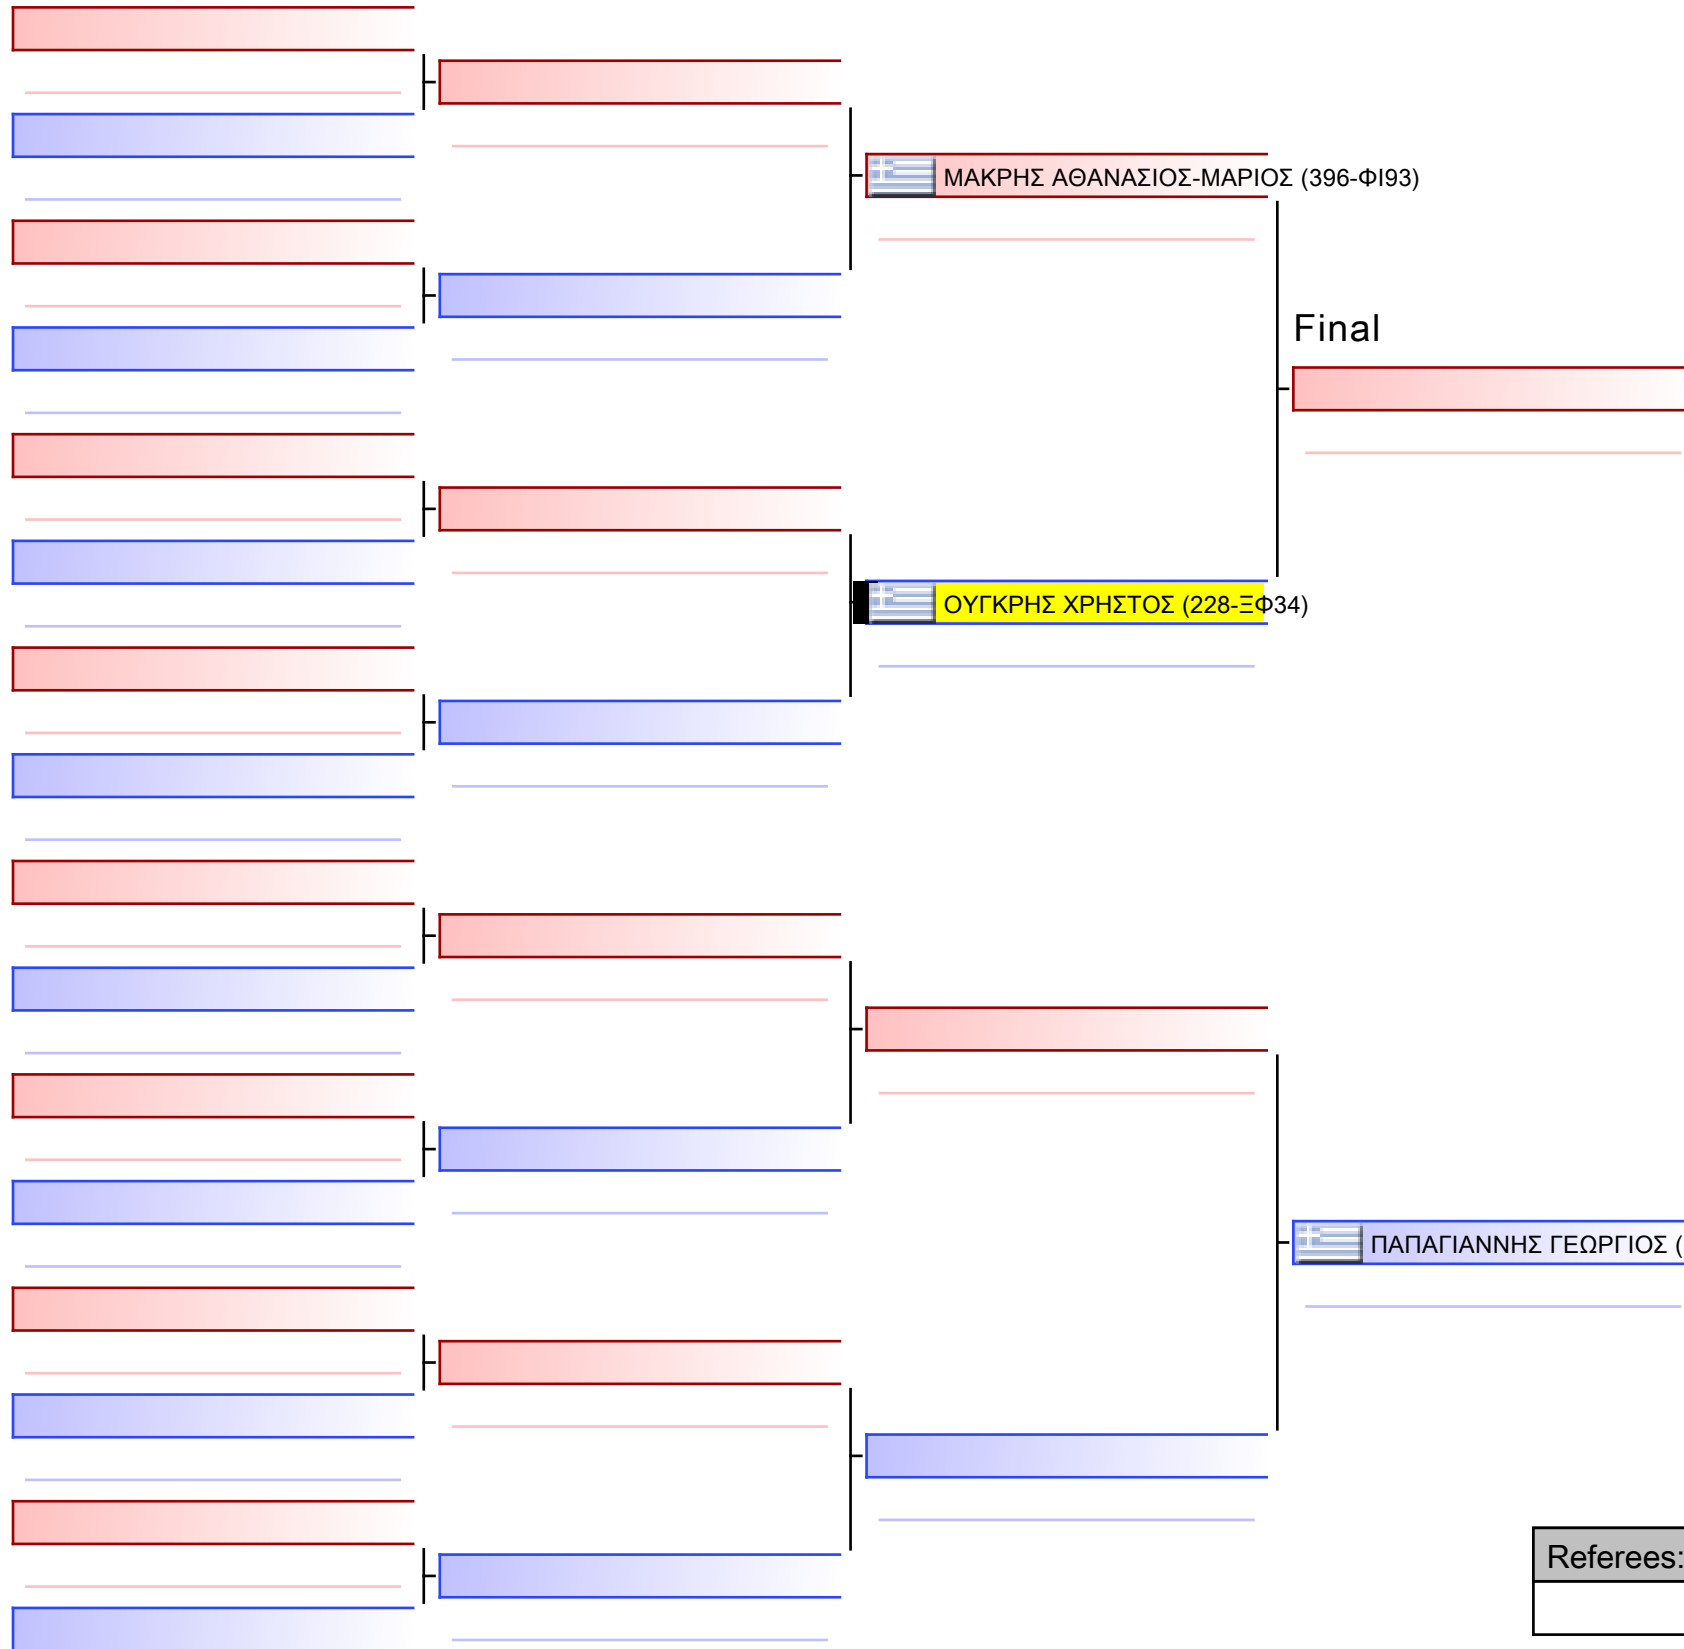 ΜΑΚΡΗΣ ΑΘΑΝΑΣΙΟΣ-ΜΑΡΙΟΣ (396-ΦΙ93)
Final
ΟΥΓΚΡΗΣ ΧΡΗΣΤΟΣ (228-ΞΦ34)
ΠΑΠΑΓΙΑΝΝΗΣ ΓΕΩΡΓΙΟΣ (
Referees: